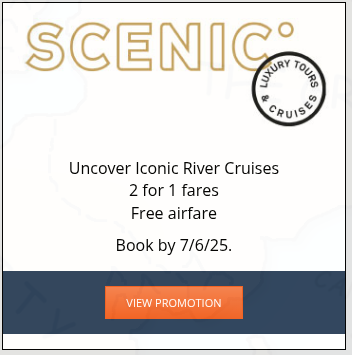 SCENIC°
LUXURY TOURS
& CRUISES
Uncover Iconic River Cruises
2 for 1 fares
Free airfare
Book by 7/6/25.
VIEW PROMOTION